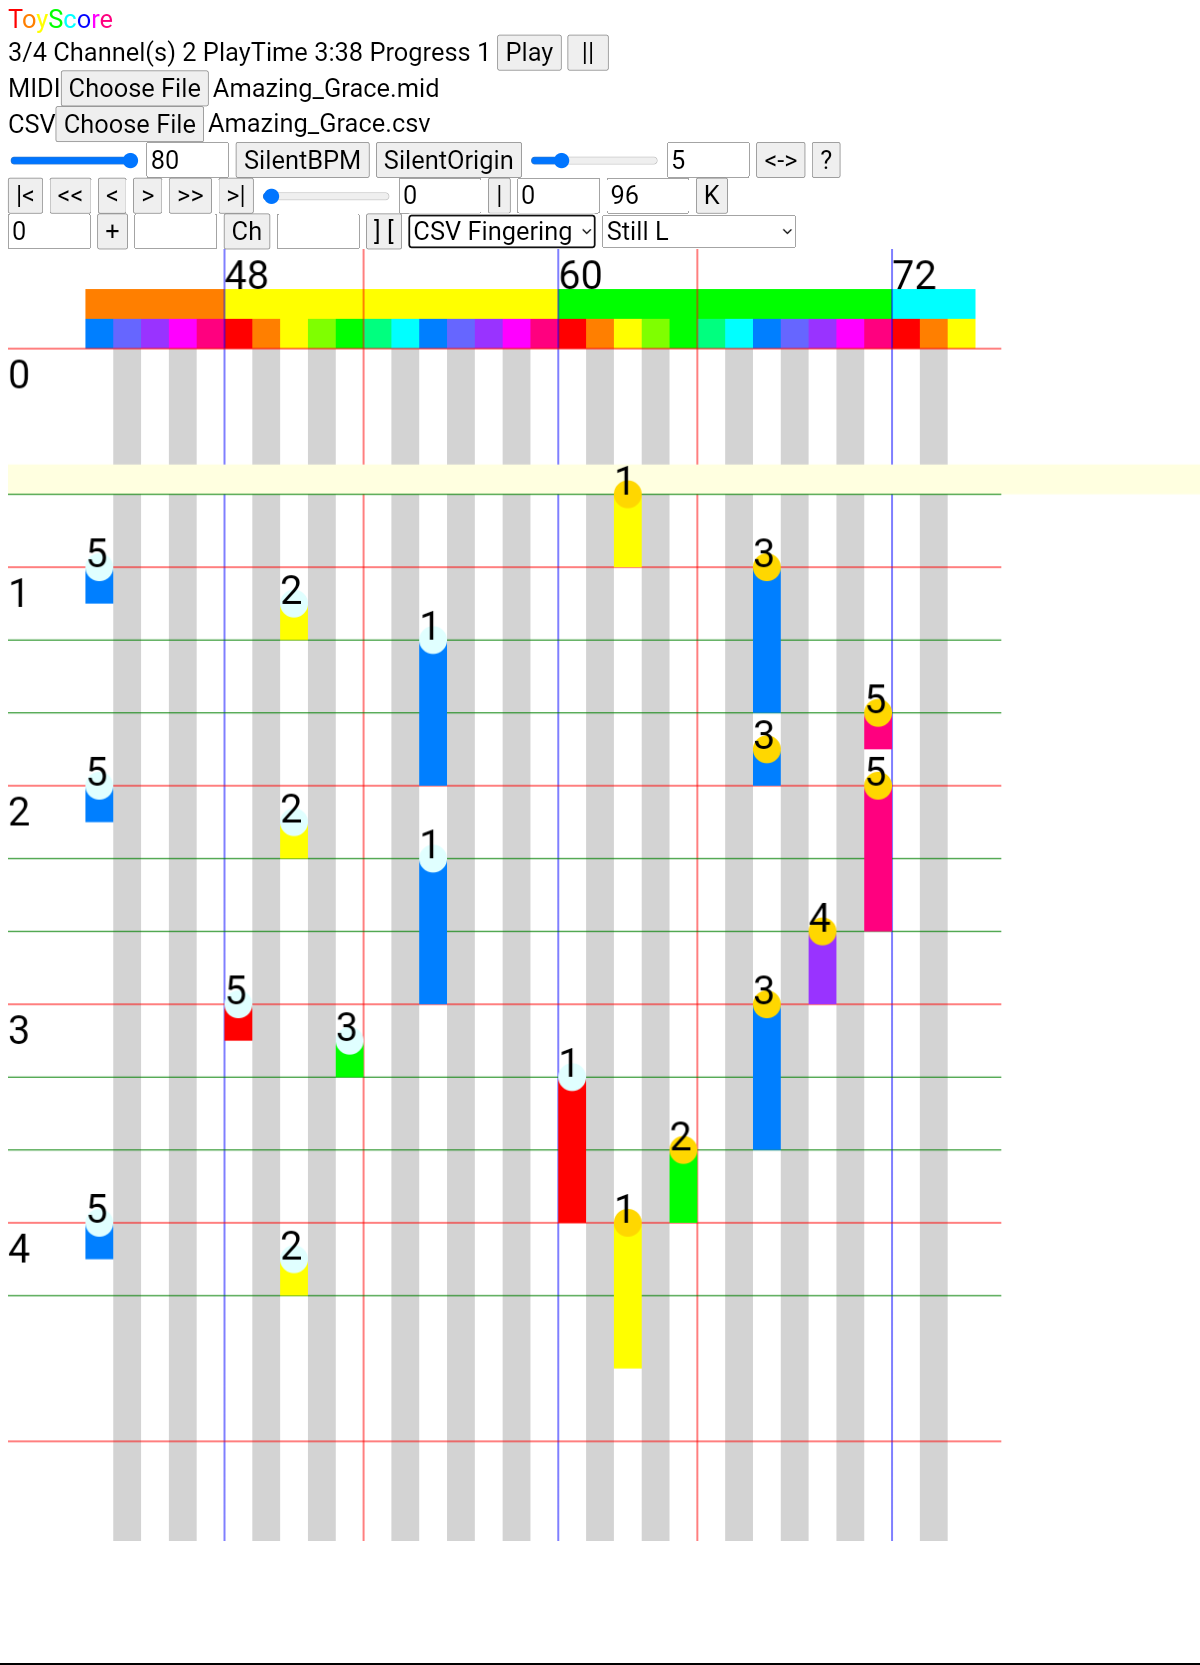 ToyScore
3/4 Channel(s) 2 PlayTime 3:38 Progress 1 Play ||
MIDI Choose File Amazing_Grace.mid
CSV Choose File Amazing_Grace.csv
80 SilentBPM SilentOrigin 5 <-> ?
|< << < > >> >| 0 | 0 96 K
0 + Ch ] [ CSV Fingering Still L
48 60 72
0
1
5 3
1 2
1
5
3
5 5
2 2
1
4
5 3
3 3
1
2
5 1
4 2